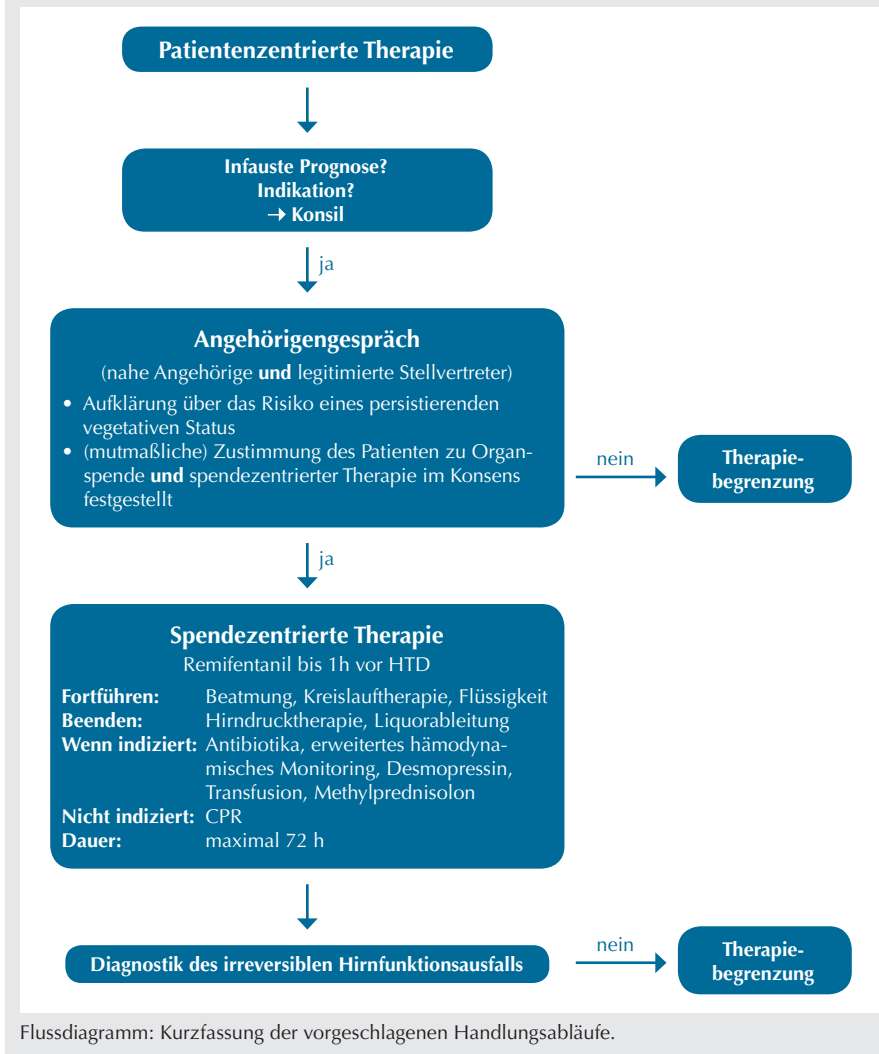 Patientenzentrierte Therapie
Infauste Prognose?
Indikation?
→ Konsil
ja
Angehörigengespräch
(nahe Angehörige und legitimierte Stellvertreter)
• Aufklärung über das Risiko eines persistierenden
vegetativen Status
• (mutmaßliche) Zustimmung des Patienten zu Organ-
spende und spendezentrierter Therapie im Konsens
festgestellt
nein
Therapie-
begrenzung
ja
Spendezentrierte Therapie
Remifentanil bis 1h vor HTD
Fortführen: Beatmung, Kreislauftherapie, Flüssigkeit
Beenden: Hirndrucktherapie, Liquorableitung
Wenn indiziert: Antibiotika, erweitertes hämodyna-
misches Monitoring, Desmopressin,
Transfusion, Methylprednisolon
Nicht indiziert: CPR
Dauer: maximal 72 h
Diagnostik des irreversiblen Hirnfunktionsausfalls
nein
Therapie-
begrenzung
Flussdiagramm: Kurzfassung der vorgeschlagenen Handlungsabläufe.